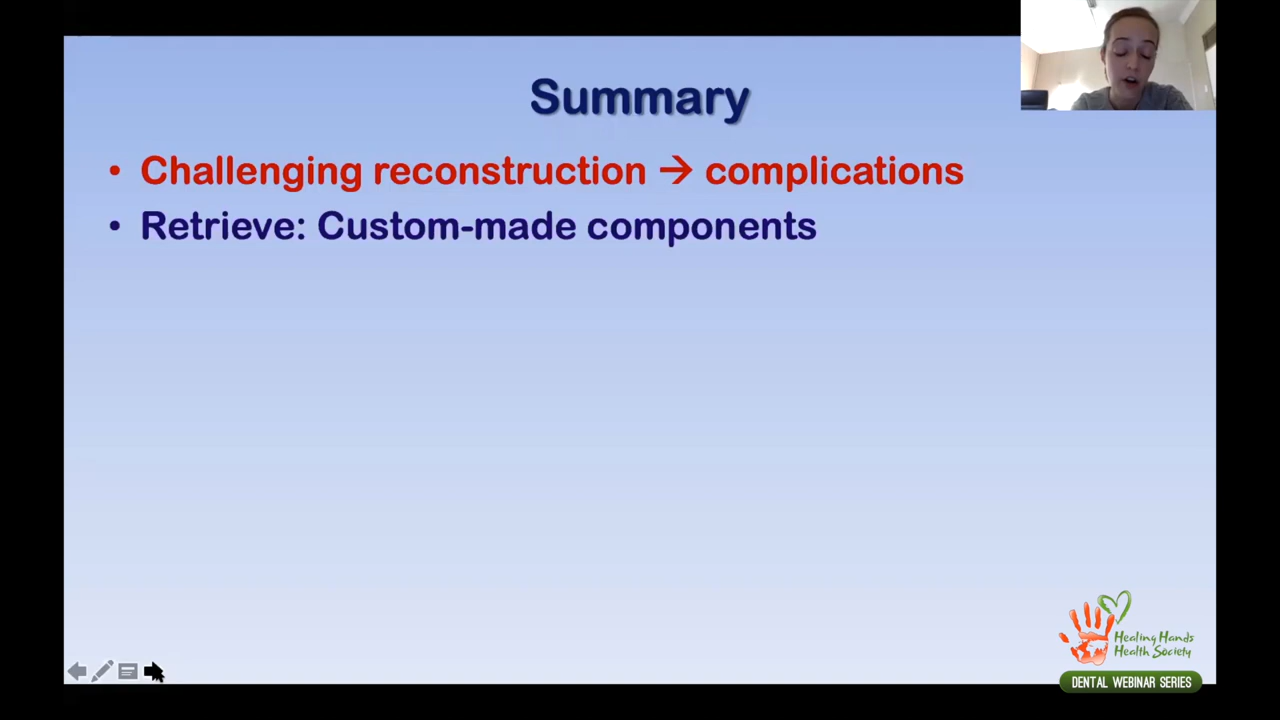 Summary
• Challenging reconstruction → complications
• Retrieve: Custom-made components
Healing Hands
Health Society
DENTAL WEBINAR SERIES